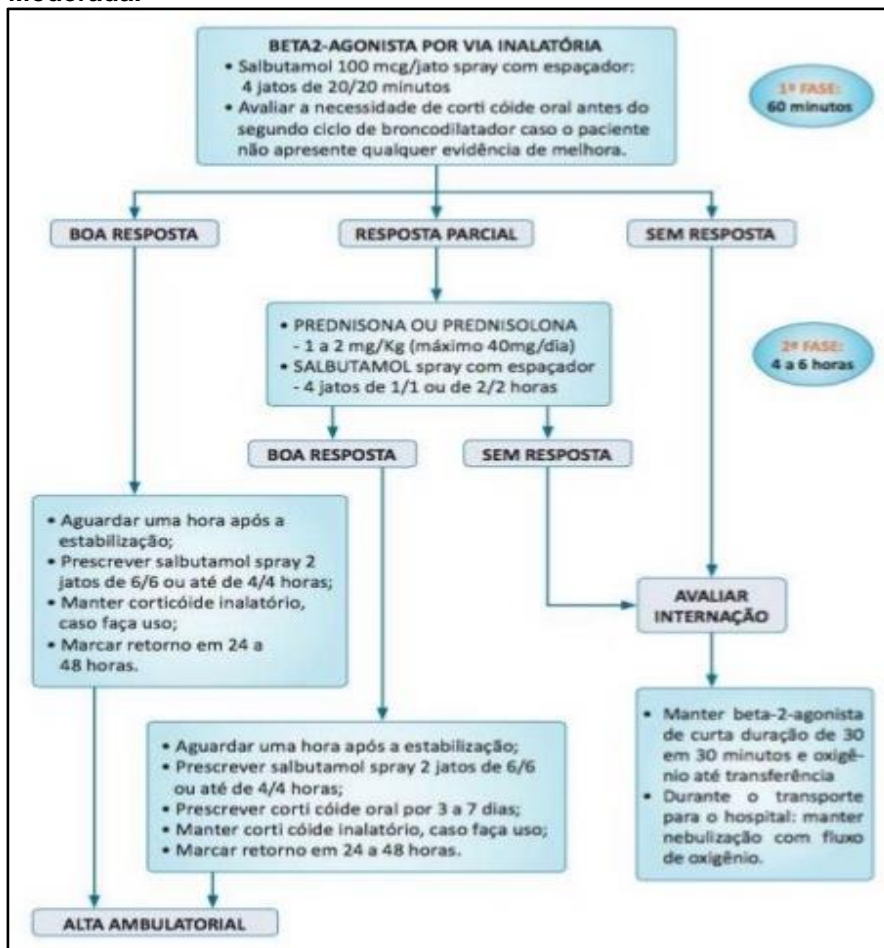 BETA2-AGONISTA POR VIA INALATÓRIA
• Salbutamol 100 mcg/jato spray com espaçador:
4 jatos de 20/20 minutos
• Avaliar a necessidade de corti cóide oral antes do
segundo ciclo de broncodilatador caso o paciente
não apresente qualquer evidência de melhora.
1ª FASE:
60 minutos
BOA RESPOSTA
RESPOSTA PARCIAL
SEM RESPOSTA
• PREDNISONA OU PREDNISOLONA
- 1 a 2 mg/Kg (máximo 40mg/dia)
• SALBUTAMOL spray com espaçador
- 4 jatos de 1/1 ou de 2/2 horas
2ª FASE:
4 a 6 horas
BOA RESPOSTA
SEM RESPOSTA
• Aguardar uma hora após a
estabilização;
• Prescrever salbutamol spray 2
jatos de 6/6 ou até de 4/4 horas;
• Manter corticóide inalatório,
caso faça uso;
• Marcar retorno em 24 a
48 horas.
AVALIAR
INTERNAÇÃO
• Aguardar uma hora após a estabilização;
• Prescrever salbutamol spray 2 jatos de 6/6
ou até de 4/4 horas;
• Prescrever corti cóide oral por 3 a 7 dias;
• Manter corti cóide inalatório, caso faça uso;
• Marcar retorno em 24 a 48 horas.
• Manter beta-2-agonista
de curta duração de 30
em 30 minutos e oxigê-
nio até transferência
• Durante o transporte
para o hospital: manter
nebulização com fluxo
de oxigênio.
ALTA AMBULATORIAL